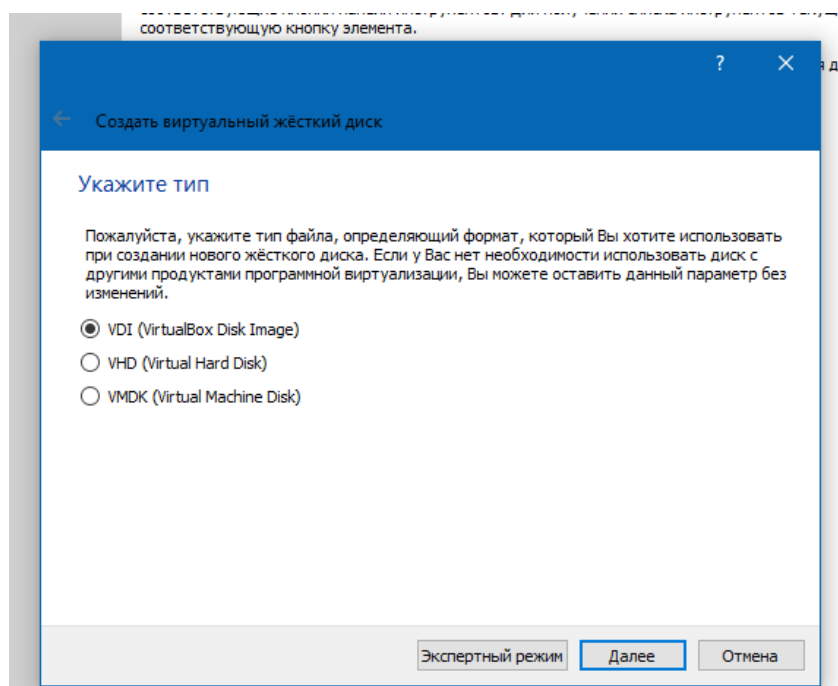 соответствующую кнопку элемента.
?
Создать виртуальный жёсткий диск
Укажите тип
Пожалуйста, укажите тип файла, определяющий формат, который Вы хотите использовать
при создании нового жёсткого диска. Если у Вас нет необходимости использовать диск с
другими продуктами программной виртуализации, Вы можете оставить данный параметр без
изменений.
VDI (VirtualBox Disk Image)
VHD (Virtual Hard Disk)
VMDK (Virtual Machine Disk)
Экспертный режим Далее Отмена